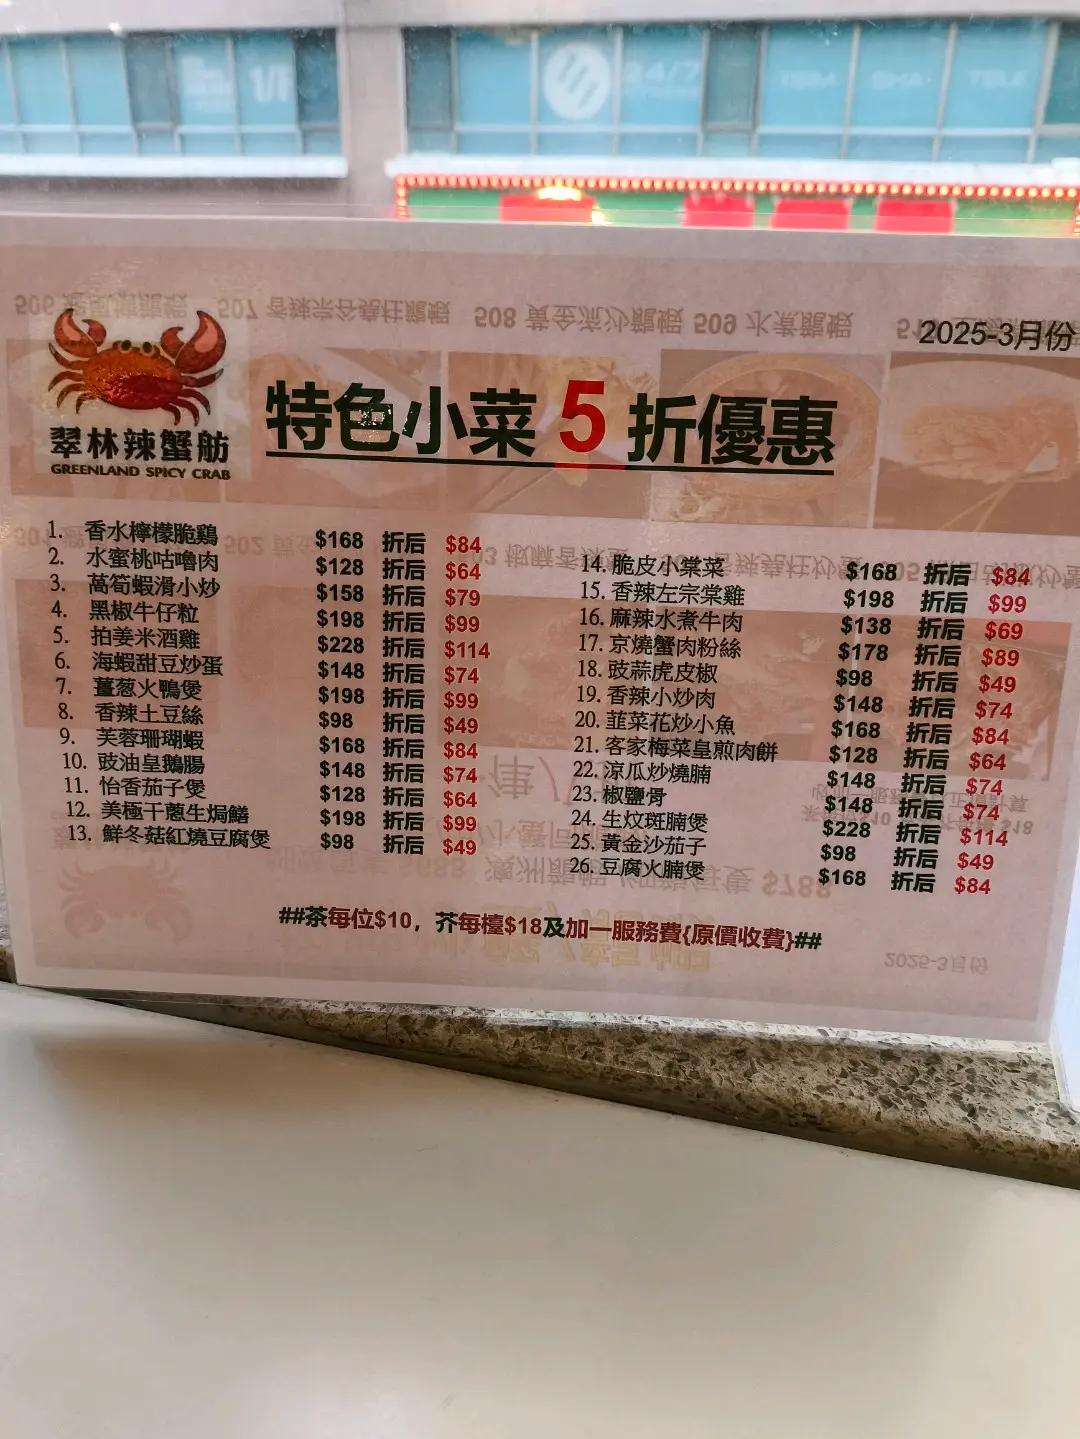 1/F
24/7
2025-3月份
翠林辣蟹舫
GREENLAND SPICY CRAB
特色小菜5折優惠
1. 香水檸檬脆鷄 $168 折后 $84
2. 水蜜桃咕嚕肉 $128 折后 $64
3. 萵筍蝦滑小炒 $158 折后 $79
4. 黑椒牛仔粒 $198 折后 $99
5. 拍姜米酒雞 $228 折后 $114
6. 海蝦甜豆炒蛋 $148 折后 $74
7. 薑葱火鴨煲 $198 折后 $99
8. 香辣土豆絲 $98 折后 $49
9. 芙蓉珊瑚蝦 $168 折后 $84
10. 豉油皇鵝腸 $148 折后 $74
11. 怡香茄子煲 $128 折后 $64
12. 美極干蔥生焗鱔 $198 折后 $99
13. 鮮冬菇紅燒豆腐煲 $98 折后 $49
14. 脆皮小棠菜 $168 折后 $84
15. 香辣左宗棠雞 $198 折后 $99
16. 麻辣水煮牛肉 $138 折后 $69
17. 京燒蟹肉粉絲 $178 折后 $89
18. 豉蒜虎皮椒 $98 折后 $49
19. 香辣小炒肉 $148 折后 $74
20. 韮菜花炒小魚 $168 折后 $84
21. 客家梅菜皇煎肉餅 $128 折后 $64
22. 涼瓜炒燒腩 $148 折后 $74
23. 椒鹽骨 $148 折后 $74
24. 生炆斑腩煲 $228 折后 $114
25. 黃金沙茄子 $98 折后 $49
26. 豆腐火腩煲 $168 折后 $84
##茶每位$10，芥每檯$18及加一服務費{原價收費}##